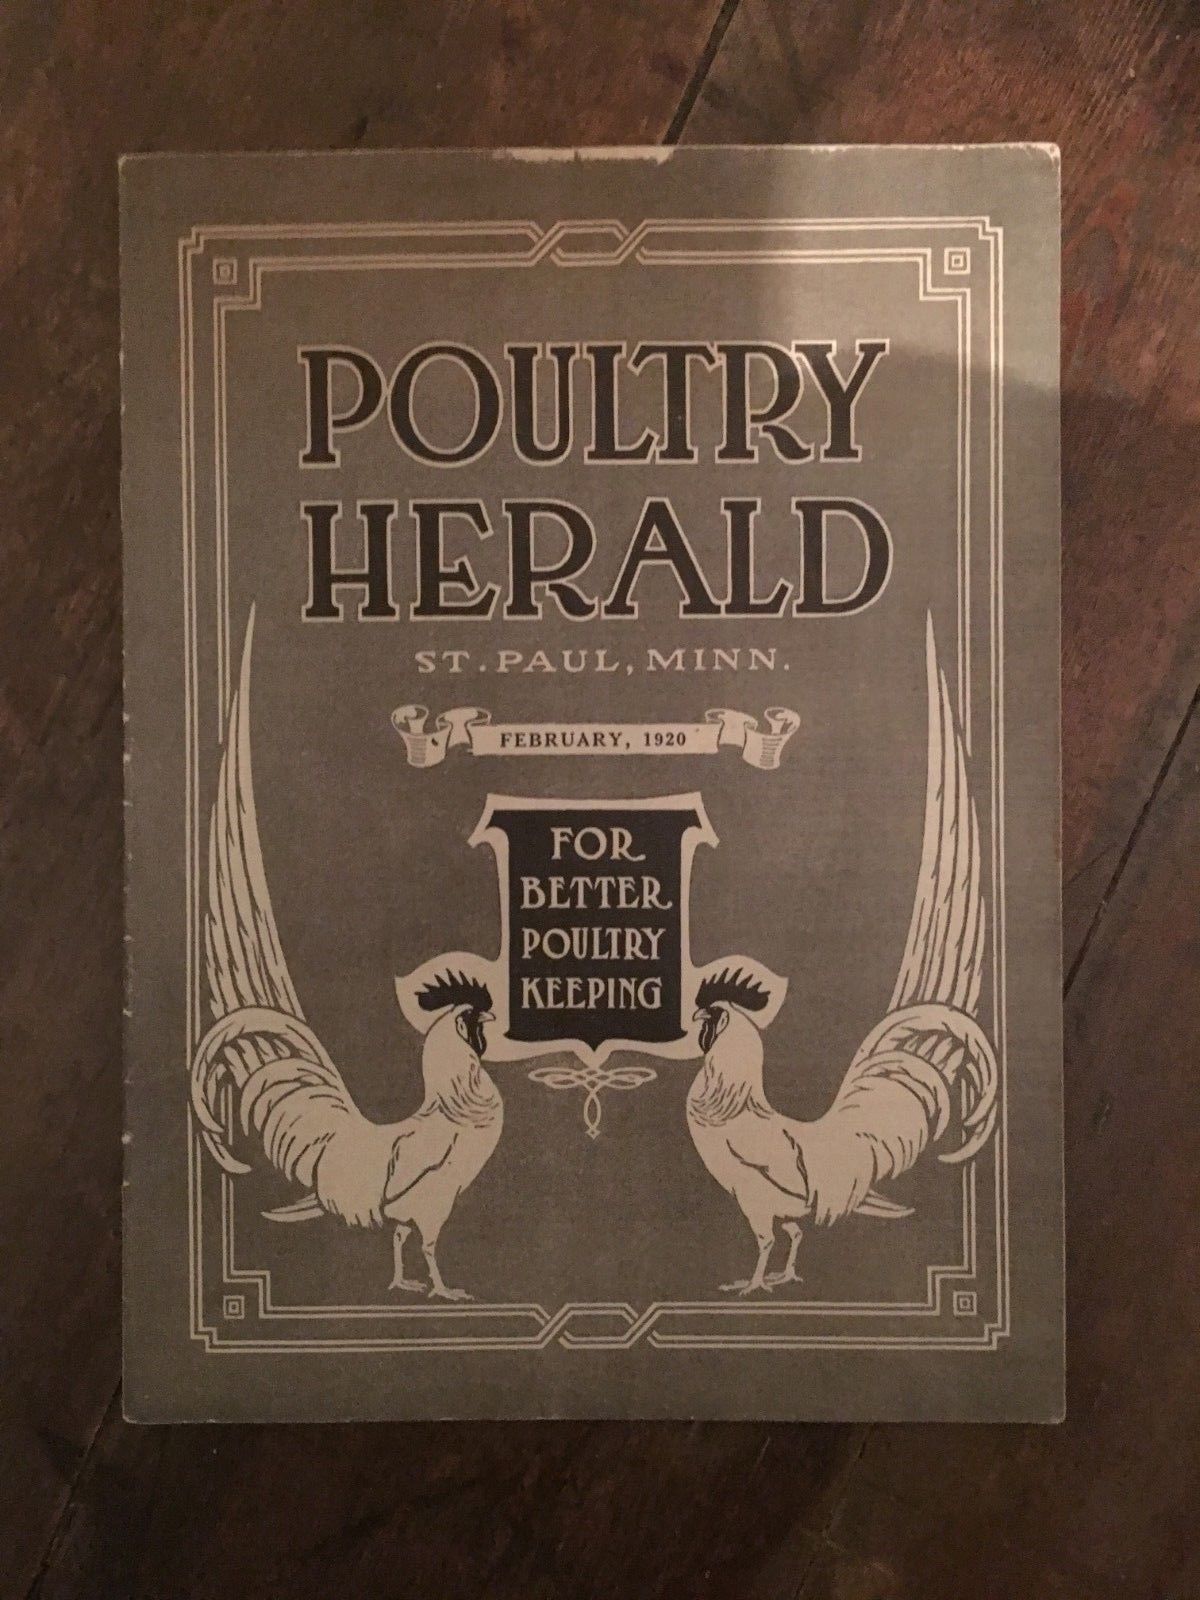 POULTRY
HERALD
ST. PAUL, MINN.
FEBRUARY, 1920
FOR
BETTER
POULTRY
KEEPING